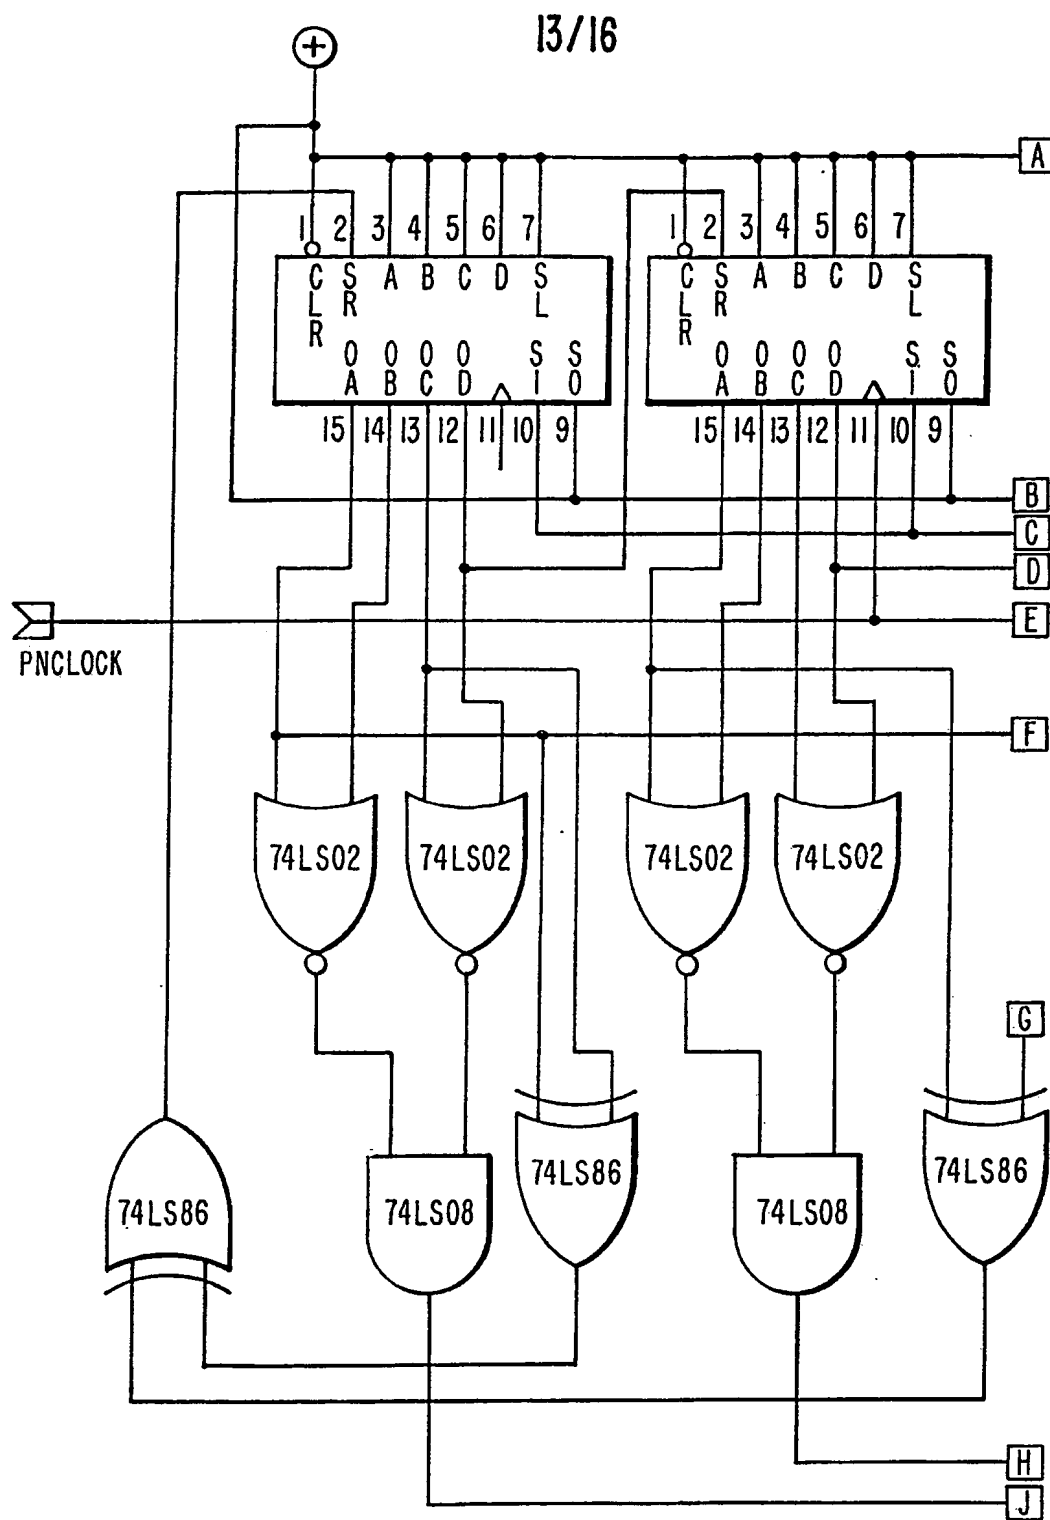 13/16
+
A
1 2 3 4 5 6 7
1 2 3 4 5 6 7
CLR SR A B C D SL
OA OB OC OD SI SO
CLR SR A B C D SL
OA OB OC OD SI SO
15 14 13 12 11 10 9
15 14 13 12 11 10 9
B
C
D
E
PNCLOCK
F
74LS02 74LS02 74LS02 74LS02
G
74LS86 74LS08 74LS86 74LS08 74LS86
H
J